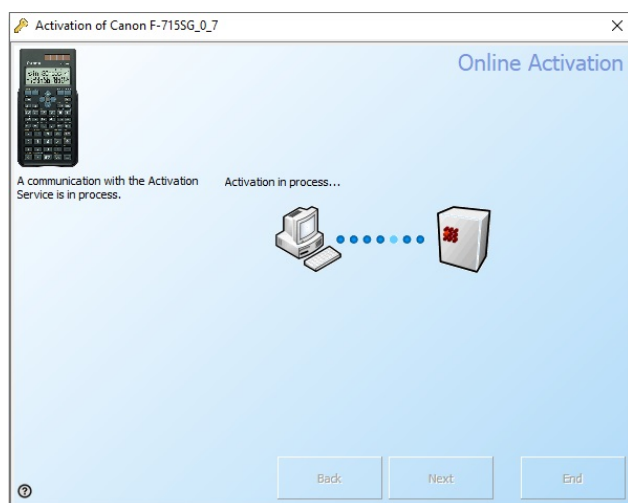 Activation of Canon F-715SG_0_7
Online Activation
A communication with the Activation
Service is in process.
Activation in process...
Back
Next
End